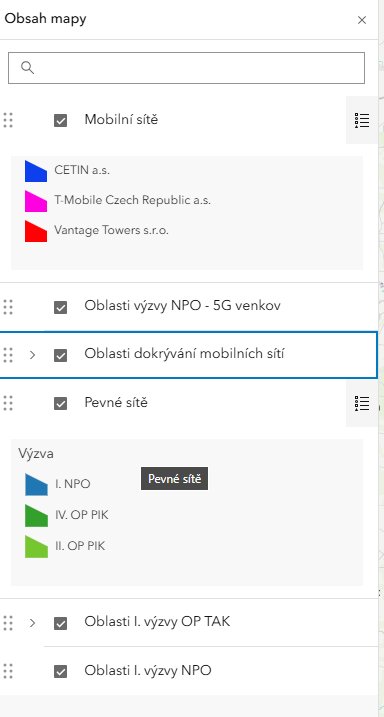 Obsah mapy
Mobilní sítě
CETIN a.s.
T-Mobile Czech Republic a.s.
Vantage Towers s.r.o.
Oblasti výzvy NPO - 5G venkov
Oblasti dokrývání mobilních sítí
Pevné sítě
Výzva
Pevné sítě
I. NPO
IV. OP PIK
II. OP PIK
Oblasti I. výzvy OP TAK
Oblasti I. výzvy NPO